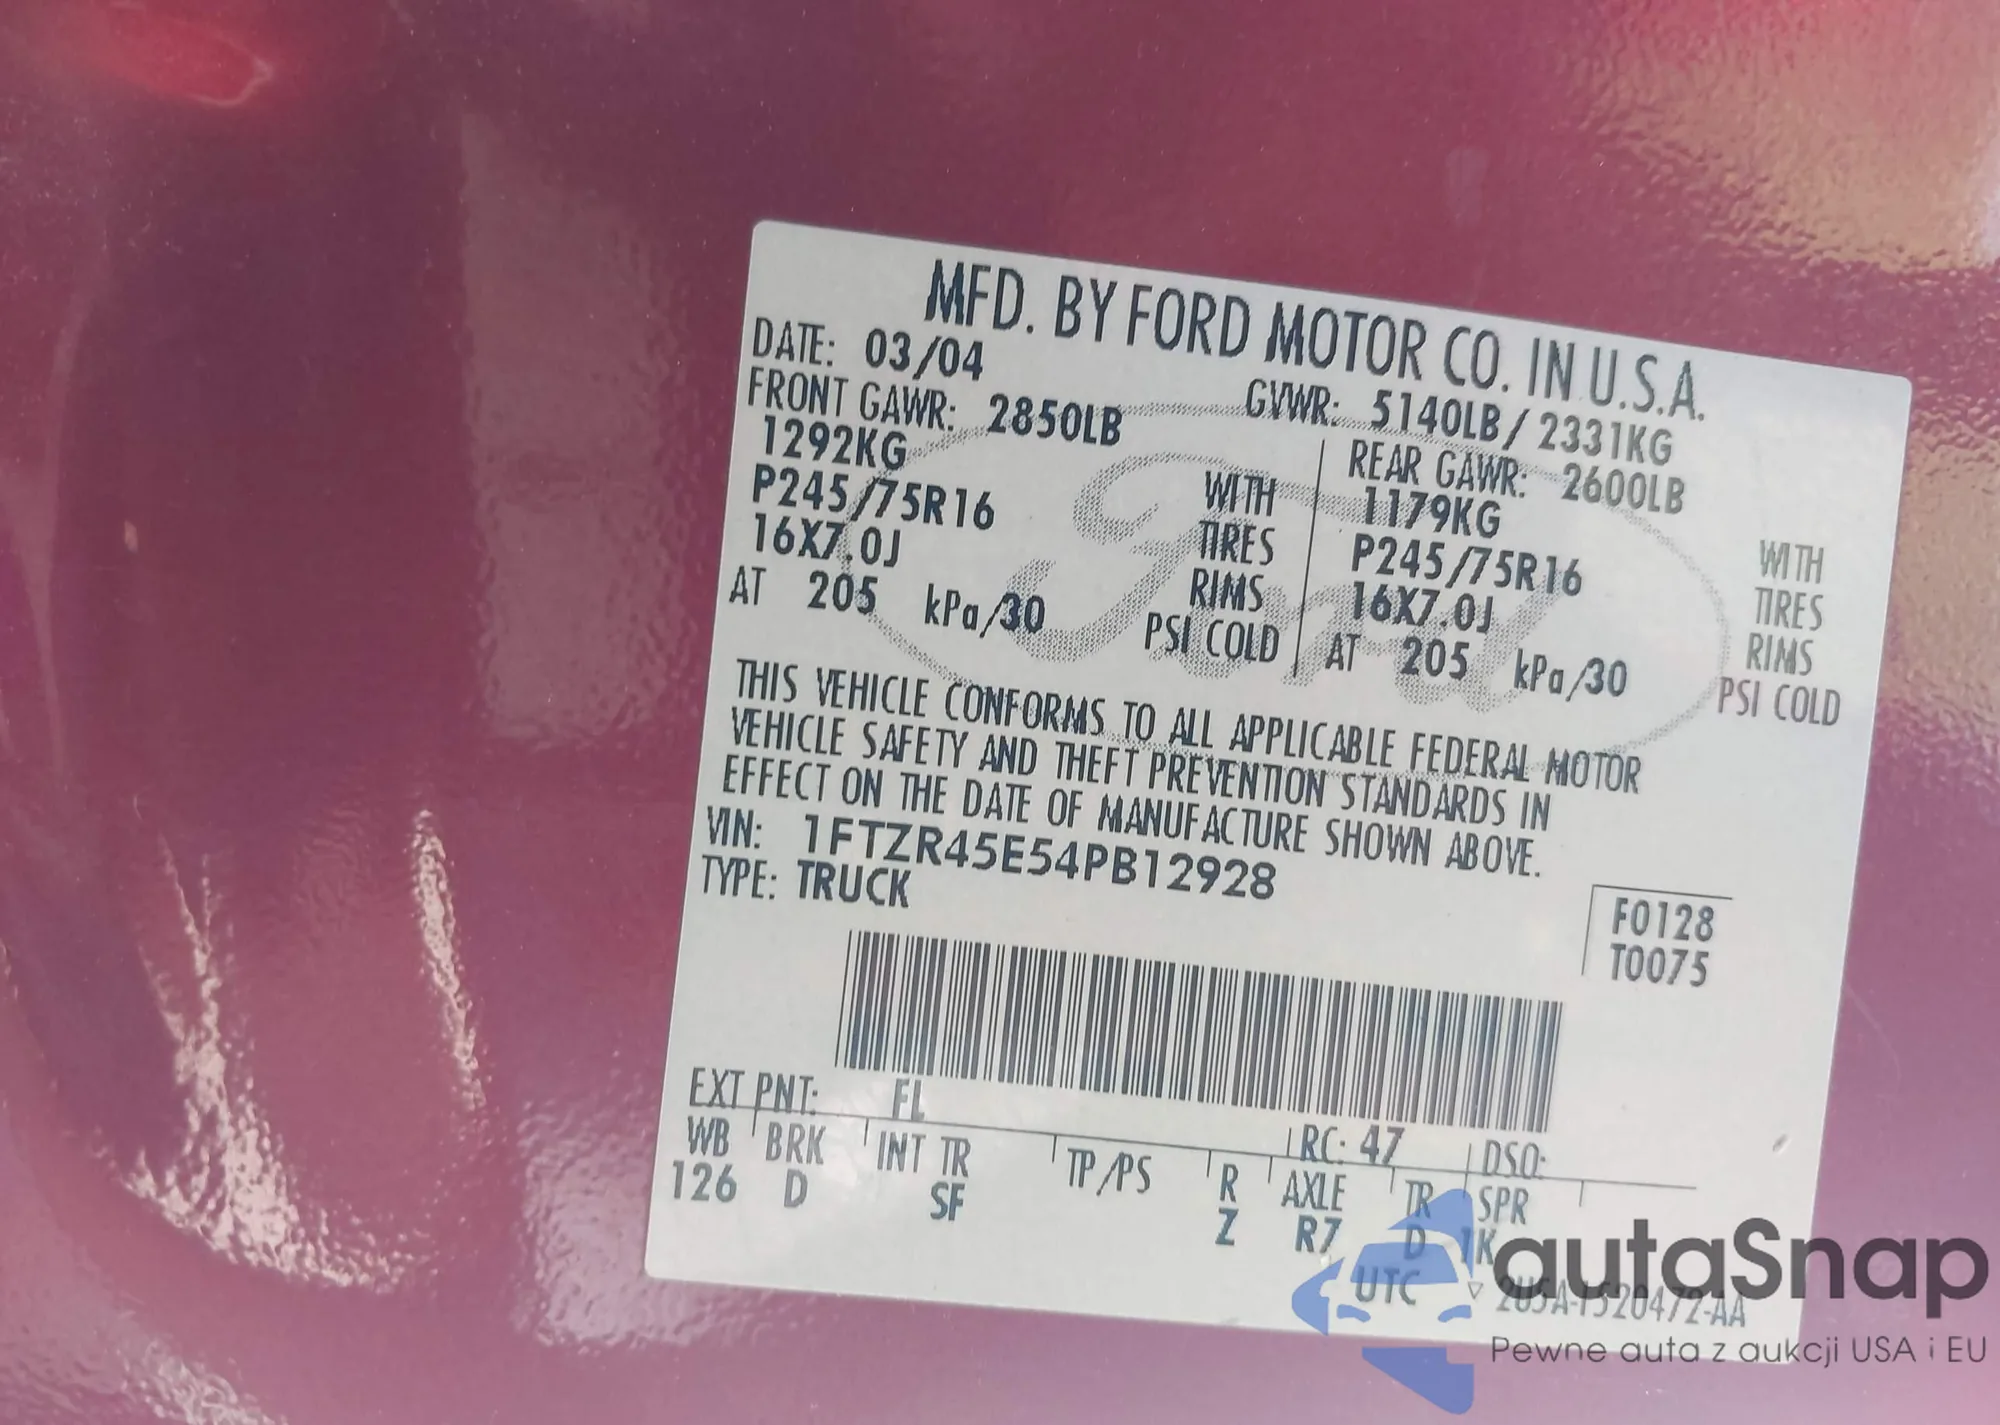 MFD. BY FORD MOTOR CO. IN U.S.A.
DATE: 03/04
GVWR: 5140LB/2331KG
FRONT GAWR: 2850LB
1292KG
P245/75R16 WITH TIRES
16X7.0J RIMS
AT 205 kPa/30 PSI COLD
REAR GAWR: 2600LB
1179KG
P245/75R16 WITH TIRES
16X7.0J RIMS
AT 205 kPa/30 PSI COLD
THIS VEHICLE CONFORMS TO ALL APPLICABLE FEDERAL MOTOR
VEHICLE SAFETY AND THEFT PREVENTION STANDARDS IN
EFFECT ON THE DATE OF MANUFACTURE SHOWN ABOVE.
VIN: 1FTZR45E54PB12928
TYPE: TRUCK
F0128
T0075
EXT PNT: FL
RC: 47 DSO:
WB BRK INT TR TP/PS R AXLE TR SPR
126 D SF Z R7 D 1K
UTC ▽ 2U5A-1520472-AA
Ford
autaSnap
Pewne auta z aukcji USA i EU